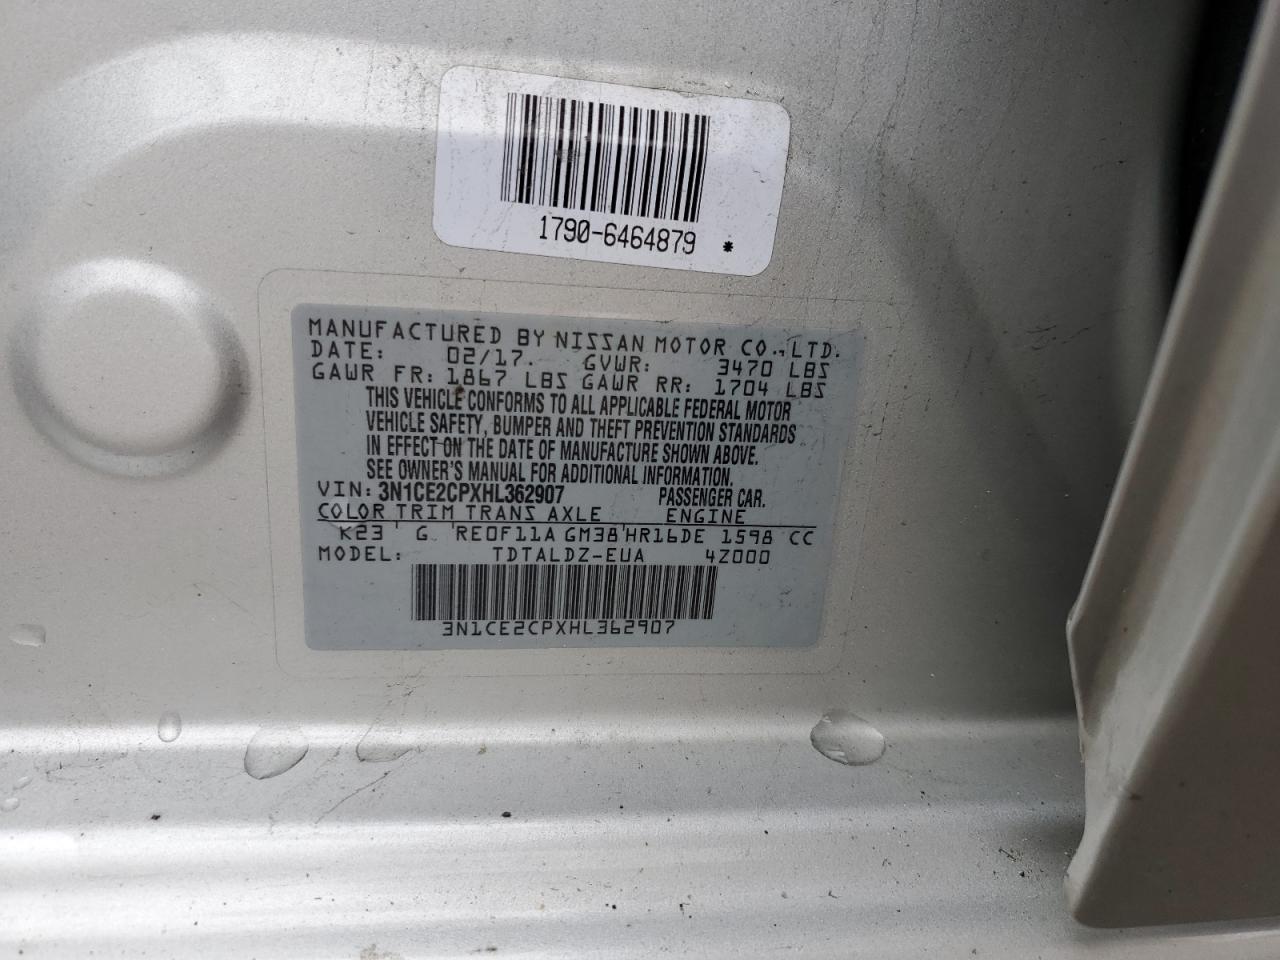 1790-6464879 *
MANUFACTURED BY NISSAN MOTOR CO.,LTD.
DATE: 02/17. GVWR: 3470 LBS
GAWR FR: 1867 LBS GAWR RR: 1704 LBS
THIS VEHICLE CONFORMS TO ALL APPLICABLE FEDERAL MOTOR
VEHICLE SAFETY, BUMPER AND THEFT PREVENTION STANDARDS
IN EFFECT ON THE DATE OF MANUFACTURE SHOWN ABOVE.
SEE OWNER'S MANUAL FOR ADDITIONAL INFORMATION.
VIN: 3N1CE2CPXHL362907 PASSENGER CAR.
COLOR TRIM TRANS AXLE ENGINE
K23 G RE0F11A GM38 HR16DE 1598 CC
MODEL: TDTALDZ-EUA 4Z000
3N1CE2CPXHL362907